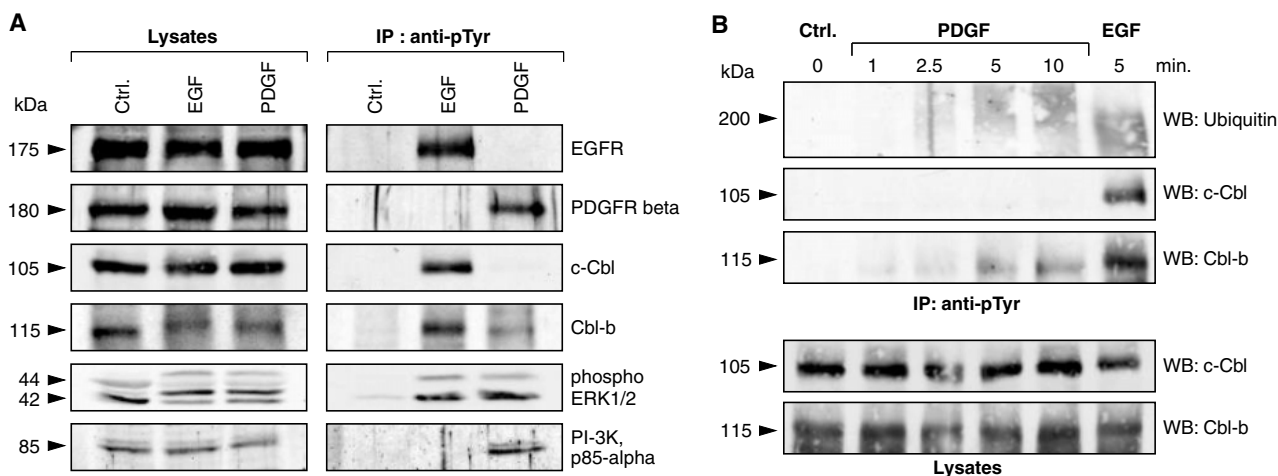 A
Lysates
IP : anti-pTyr
kDa
Ctrl.
EGF
PDGF
Ctrl.
EGF
PDGF
175
EGFR
180
PDGFR beta
105
c-Cbl
115
Cbl-b
44
42
phospho
ERK1/2
85
PI-3K,
p85-alpha
B
Ctrl. PDGF EGF
kDa 0 1 2.5 5 10 5 min.
200 WB: Ubiquitin
105 WB: c-Cbl
115 WB: Cbl-b
IP: anti-pTyr
105 WB: c-Cbl
115 WB: Cbl-b
Lysates